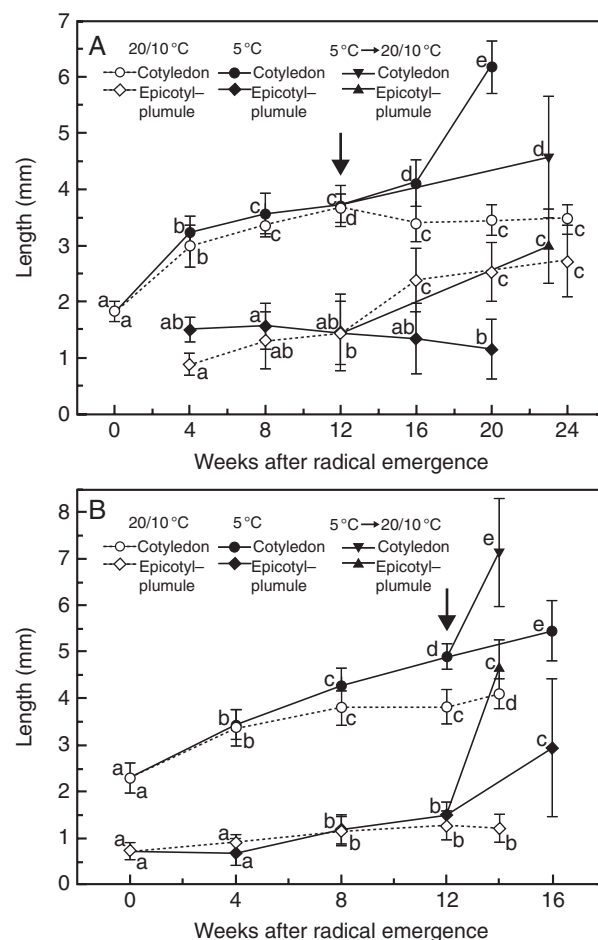 A
20/10 °C 5 °C 5 °C→20/10 °C
Cotyledon Cotyledon Cotyledon
Epicotyl– Epicotyl– Epicotyl–
plumule plumule plumule
Length (mm)
7
6
5
4
3
2
1
0
a
a
b
b
c
c
c
d
d
c
e
c
d
c
ab
a
a
ab
ab
b
ab
c
b
c
c
c
0 4 8 12 16 20 24
Weeks after radical emergence
B
20/10 °C 5 °C 5 °C→20/10 °C
Cotyledon Cotyledon Cotyledon
Epicotyl– Epicotyl– Epicotyl–
plumule plumule plumule
Length (mm)
9
8
7
6
5
4
3
2
1
0
a
a
b
b
c
c
d
c
e
d
e
a
a
a
a
b
b
b
b
c
b
c
0 4 8 12 16
Weeks after radical emergence